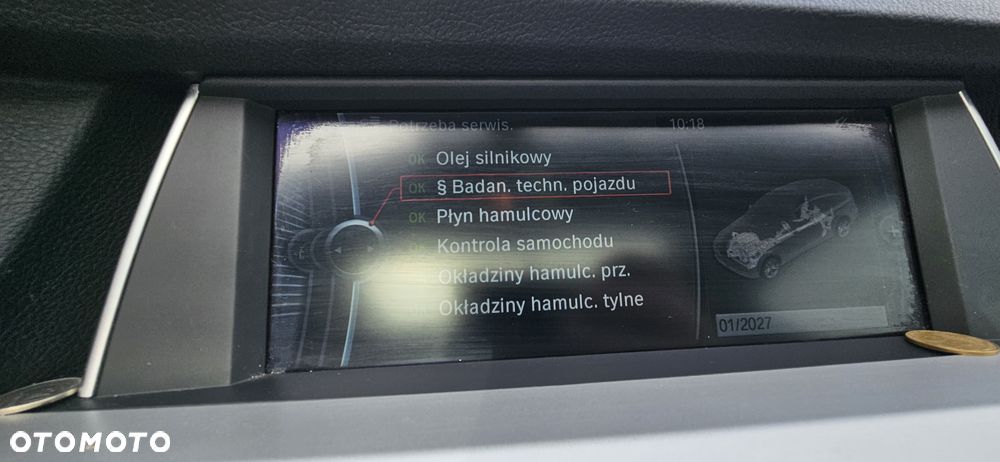 Potrzeba serwis.
10:18
OK Olej silnikowy
OK § Badan. techn. pojazdu
OK Płyn hamulcowy
OK Kontrola samochodu
Okładziny hamulc. prz.
OK Okładziny hamulc. tylne
01/2027
OTOMOTO